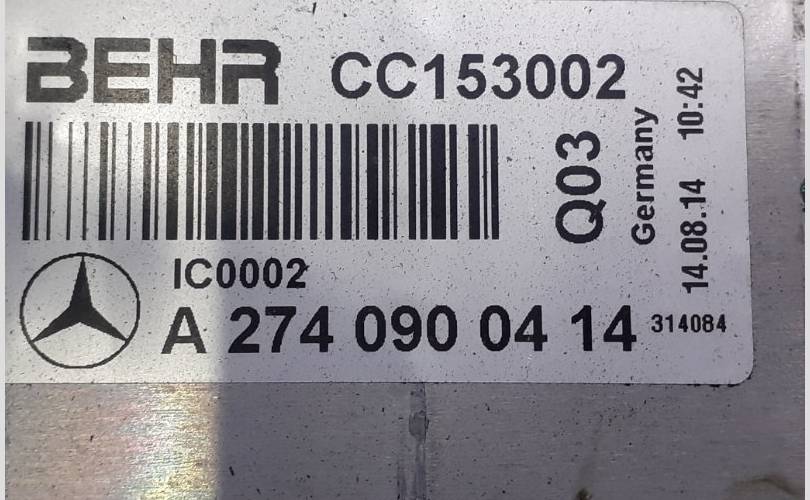 BEHR CC153002
Q03
Germany
14.08.14 10:42
IC0002
A 274 090 04 14 314084